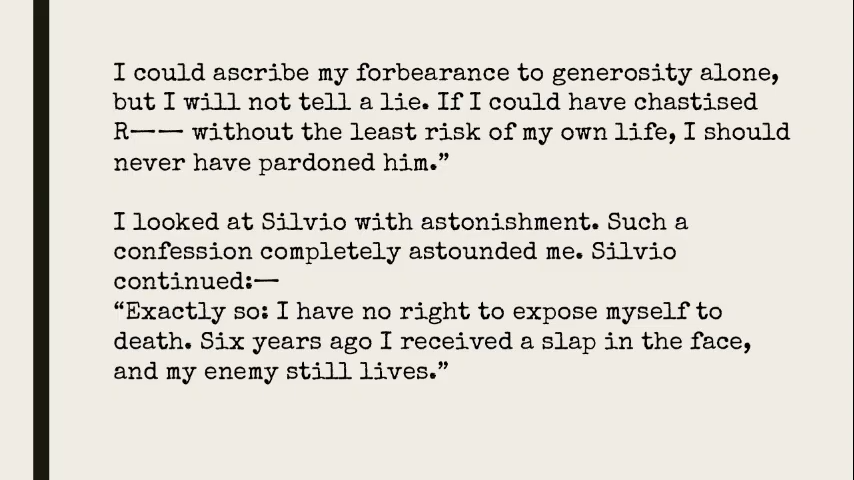 I could ascribe my forbearance to generosity alone,
but I will not tell a lie. If I could have chastised
R—— without the least risk of my own life, I should
never have pardoned him.”
I looked at Silvio with astonishment. Such a
confession completely astounded me. Silvio
continued:—
“Exactly so: I have no right to expose myself to
death. Six years ago I received a slap in the face,
and my enemy still lives.”